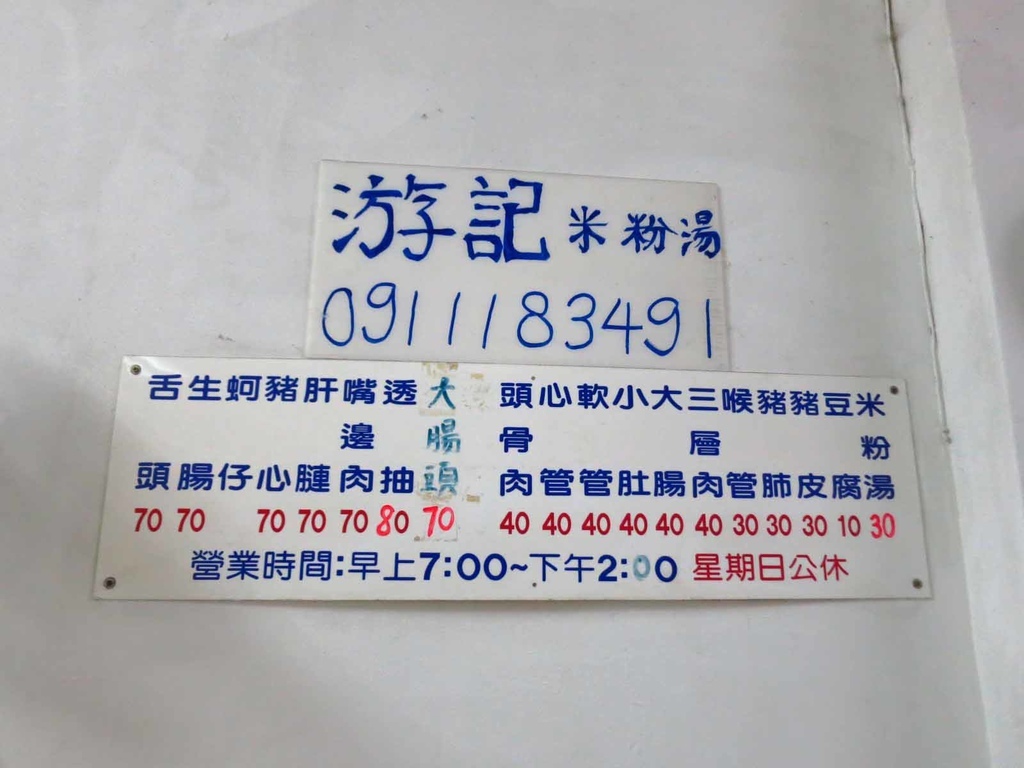 游記米粉湯
0911183491
米粉湯 30
豆腐 10
豬皮 30
豬肺 30
喉管 30
三層肉 40
大腸 40
小肚 40
軟管 40
心管 40
頭骨肉 40
大腸頭 70
透抽 80
嘴邊肉 70
肝 70
豬心 70
蚵仔
生腸 70
舌頭 70
營業時間:早上7:00~下午2:00 星期日公休